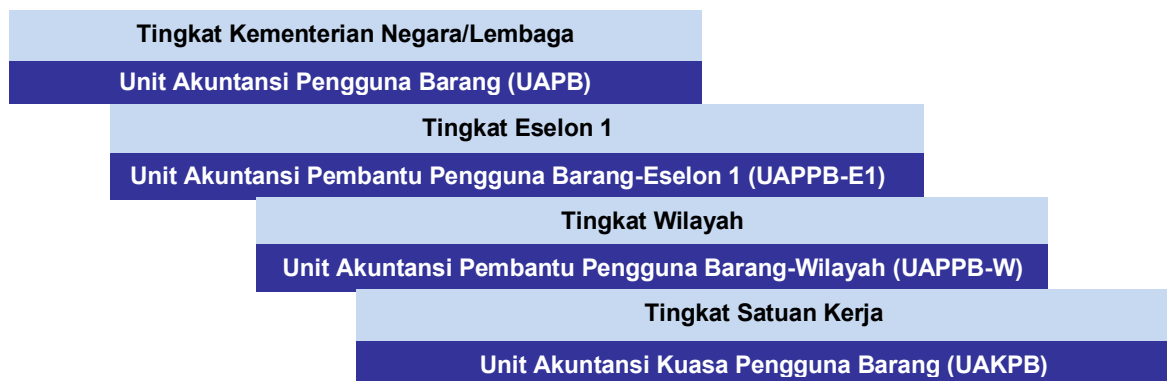 Tingkat Kementerian Negara/Lembaga
Unit Akuntansi Pengguna Barang (UAPB)
Tingkat Eselon 1
Unit Akuntansi Pembantu Pengguna Barang-Eselon 1 (UAPPB-E1)
Tingkat Wilayah
Unit Akuntansi Pembantu Pengguna Barang-Wilayah (UAPPB-W)
Tingkat Satuan Kerja
Unit Akuntansi Kuasa Pengguna Barang (UAKPB)